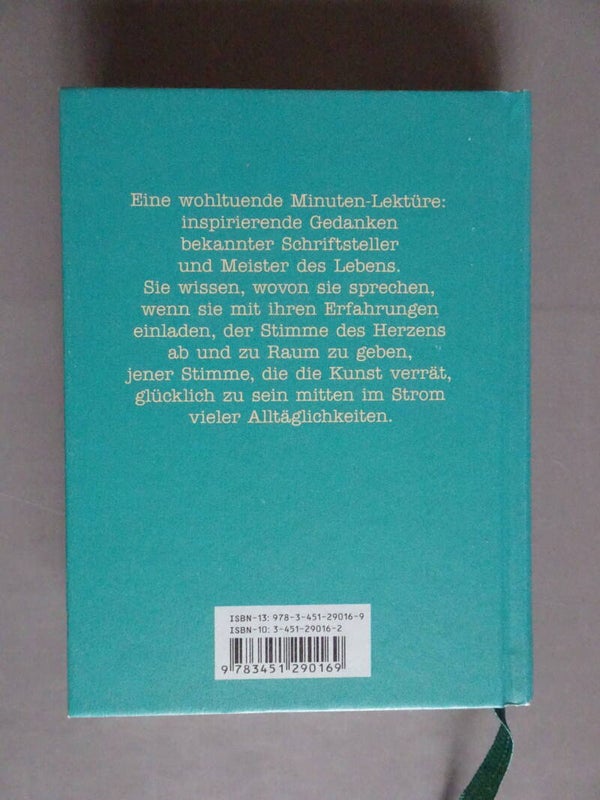 Eine wohltuende Minuten-Lektüre:
inspirierende Gedanken
bekannter Schriftsteller
und Meister des Lebens.
Sie wissen, wovon sie sprechen,
wenn sie mit ihren Erfahrungen
einladen, der Stimme des Herzens
ab und zu Raum zu geben,
jener Stimme, die die Kunst verrät,
glücklich zu sein mitten im Strom
vieler Alltäglichkeiten.
ISBN-13: 978-3-451-29016-9
ISBN-10: 3-451-29016-2
9 783451 290169